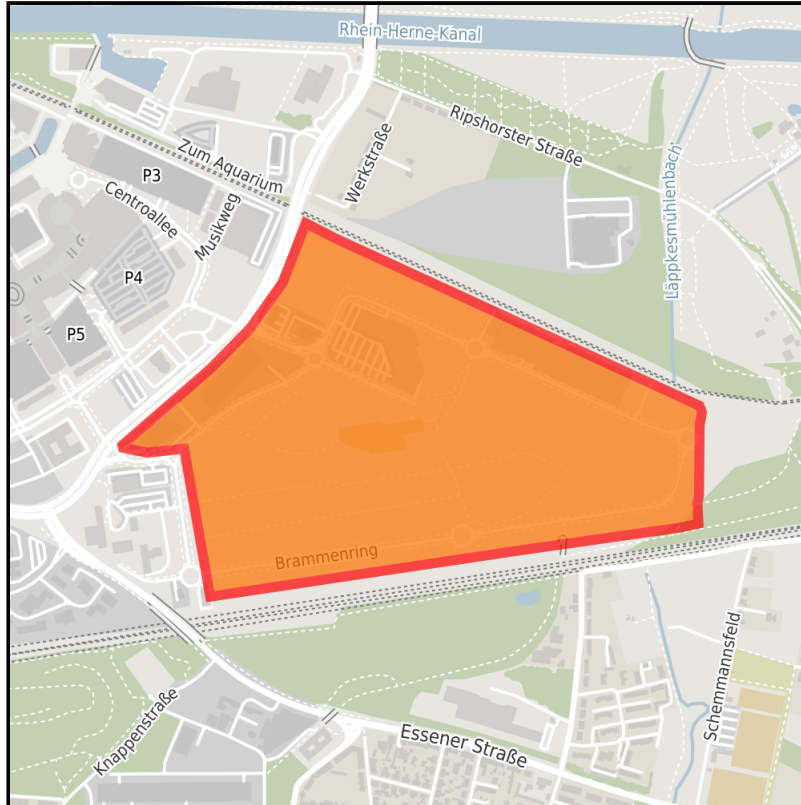 Rhein-Herne-Kanal
Ripshorster Straße
Werkstraße
Zum Aquarium
P3
Centroallee
Musikweg
Läppkesmühlenbach
P4
P5
Brammenring
Schemmannsfeld
Knappenstraße
Essener Straße